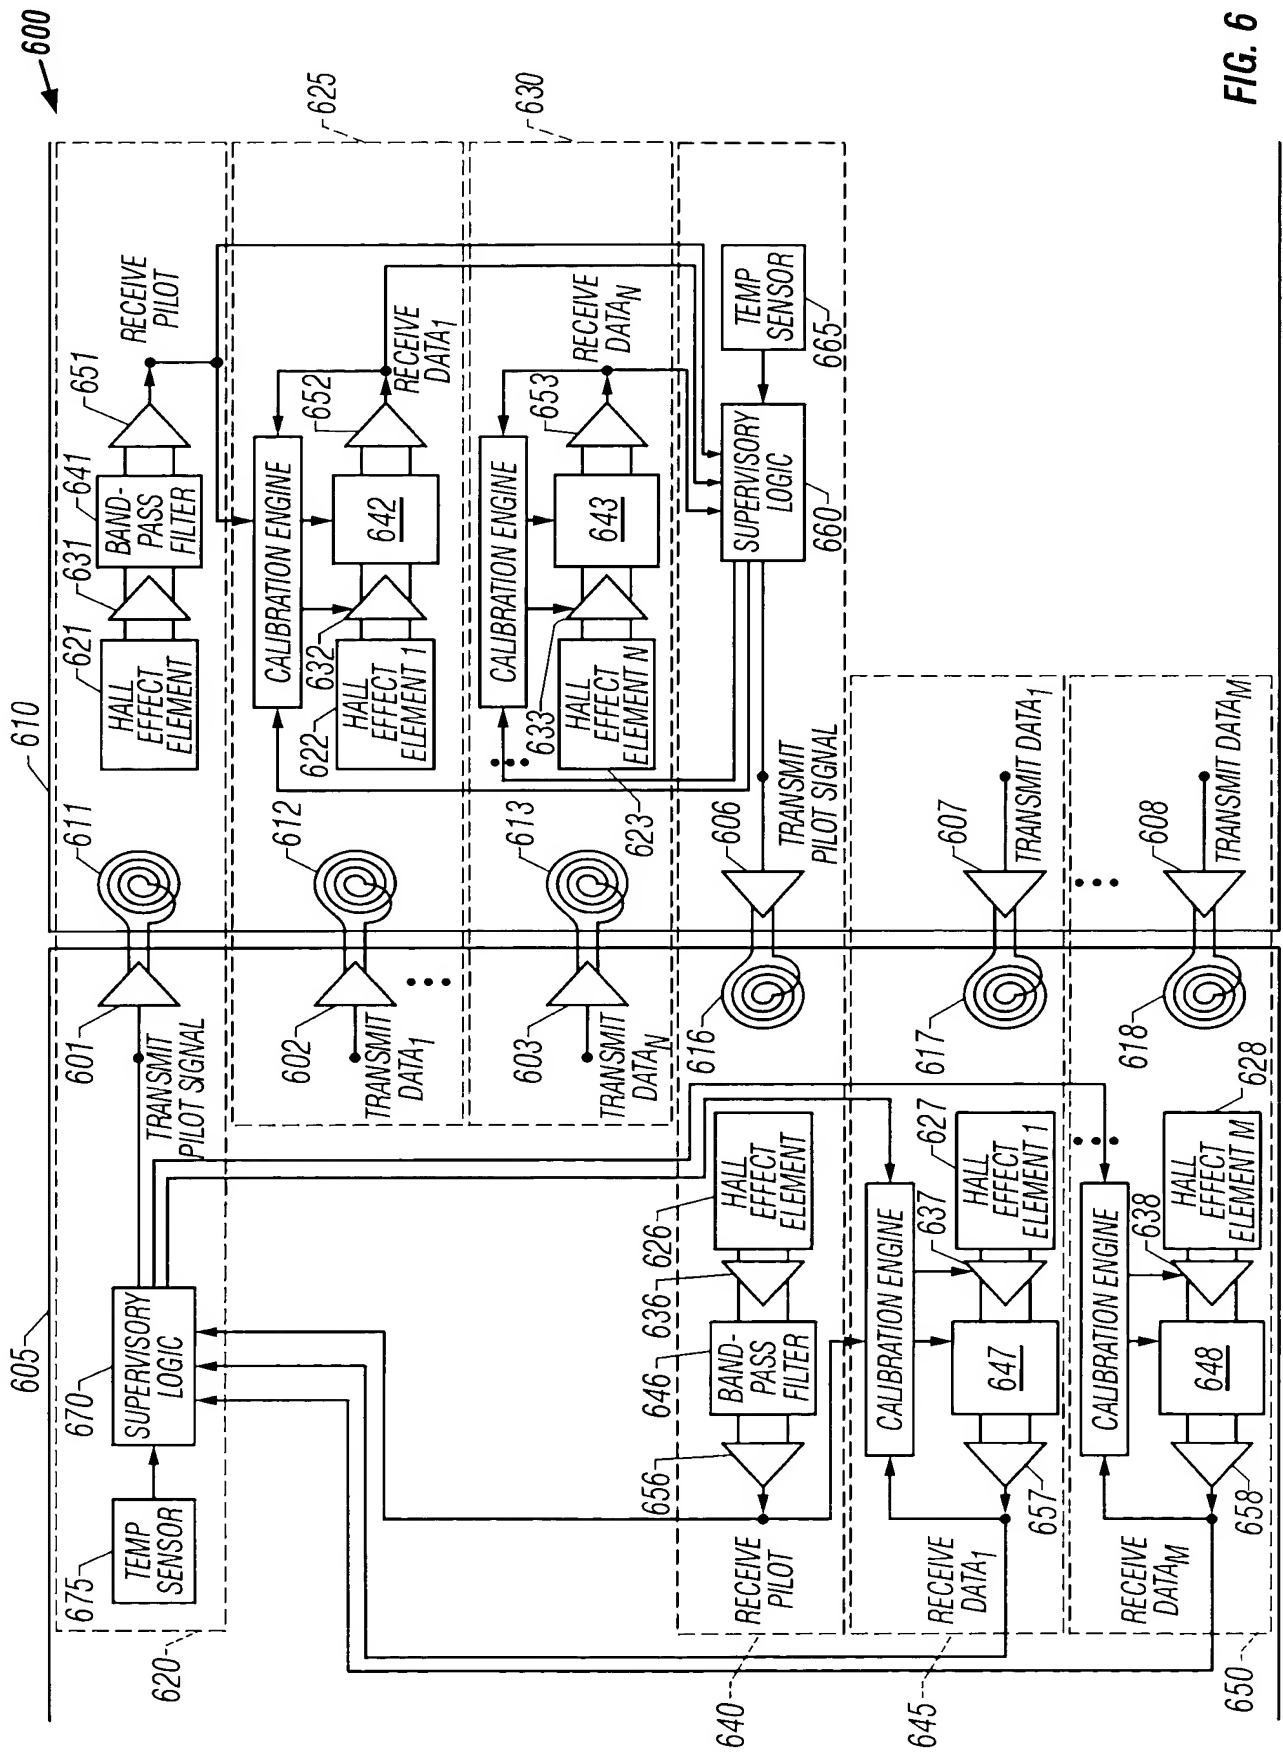 600
605
610
675
TEMP
SENSOR
670
SUPERVISORY
LOGIC
601
TRANSMIT
PILOT SIGNAL
611
621
HALL
EFFECT
ELEMENT
631
641
BAND-
PASS
FILTER
651
RECEIVE
PILOT
620
602
TRANSMIT
DATA1
612
CALIBRATION ENGINE
622
HALL
EFFECT
ELEMENT 1
632
642
652
RECEIVE
DATA1
625
603
TRANSMIT
DATAN
613
CALIBRATION ENGINE
623
HALL
EFFECT
ELEMENT N
633
643
653
RECEIVE
DATAN
630
RECEIVE
PILOT
656
646
BAND-
PASS
FILTER
636
626
HALL
EFFECT
ELEMENT
616
606
TRANSMIT
PILOT SIGNAL
SUPERVISORY
LOGIC
660
TEMP
SENSOR
665
640
RECEIVE
DATA1
CALIBRATION ENGINE
657
647
637
627
HALL
EFFECT
ELEMENT 1
617
607
TRANSMIT DATA1
645
RECEIVE
DATAM
CALIBRATION ENGINE
658
648
638
628
HALL
EFFECT
ELEMENT M
618
608
TRANSMIT DATAM
650
FIG. 6